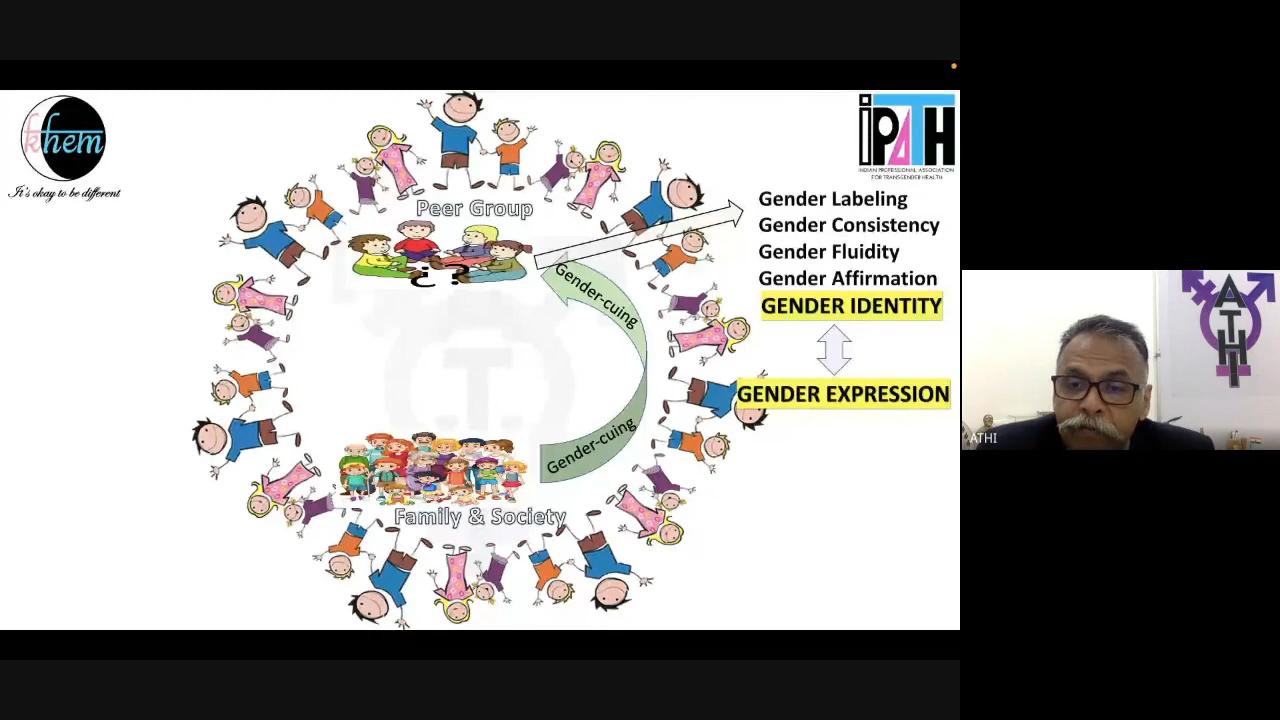 khem
It's okay to be different
iPATH
INDIAN PROFESSIONAL ASSOCIATION
FOR TRANSGENDER HEALTH
Peer Group
¿ ?
Gender-cuing
Gender Labeling
Gender Consistency
Gender Fluidity
Gender Affirmation
GENDER IDENTITY
GENDER EXPRESSION
Gender-cuing
Family & Society
T
ATHI
ATHI